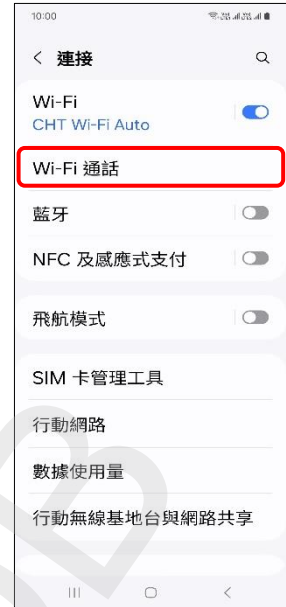 10:00
連接
Wi-Fi
CHT Wi-Fi Auto
Wi-Fi 通話
藍牙
NFC 及感應式支付
飛航模式
SIM 卡管理工具
行動網路
數據使用量
行動無線基地台與網路共享